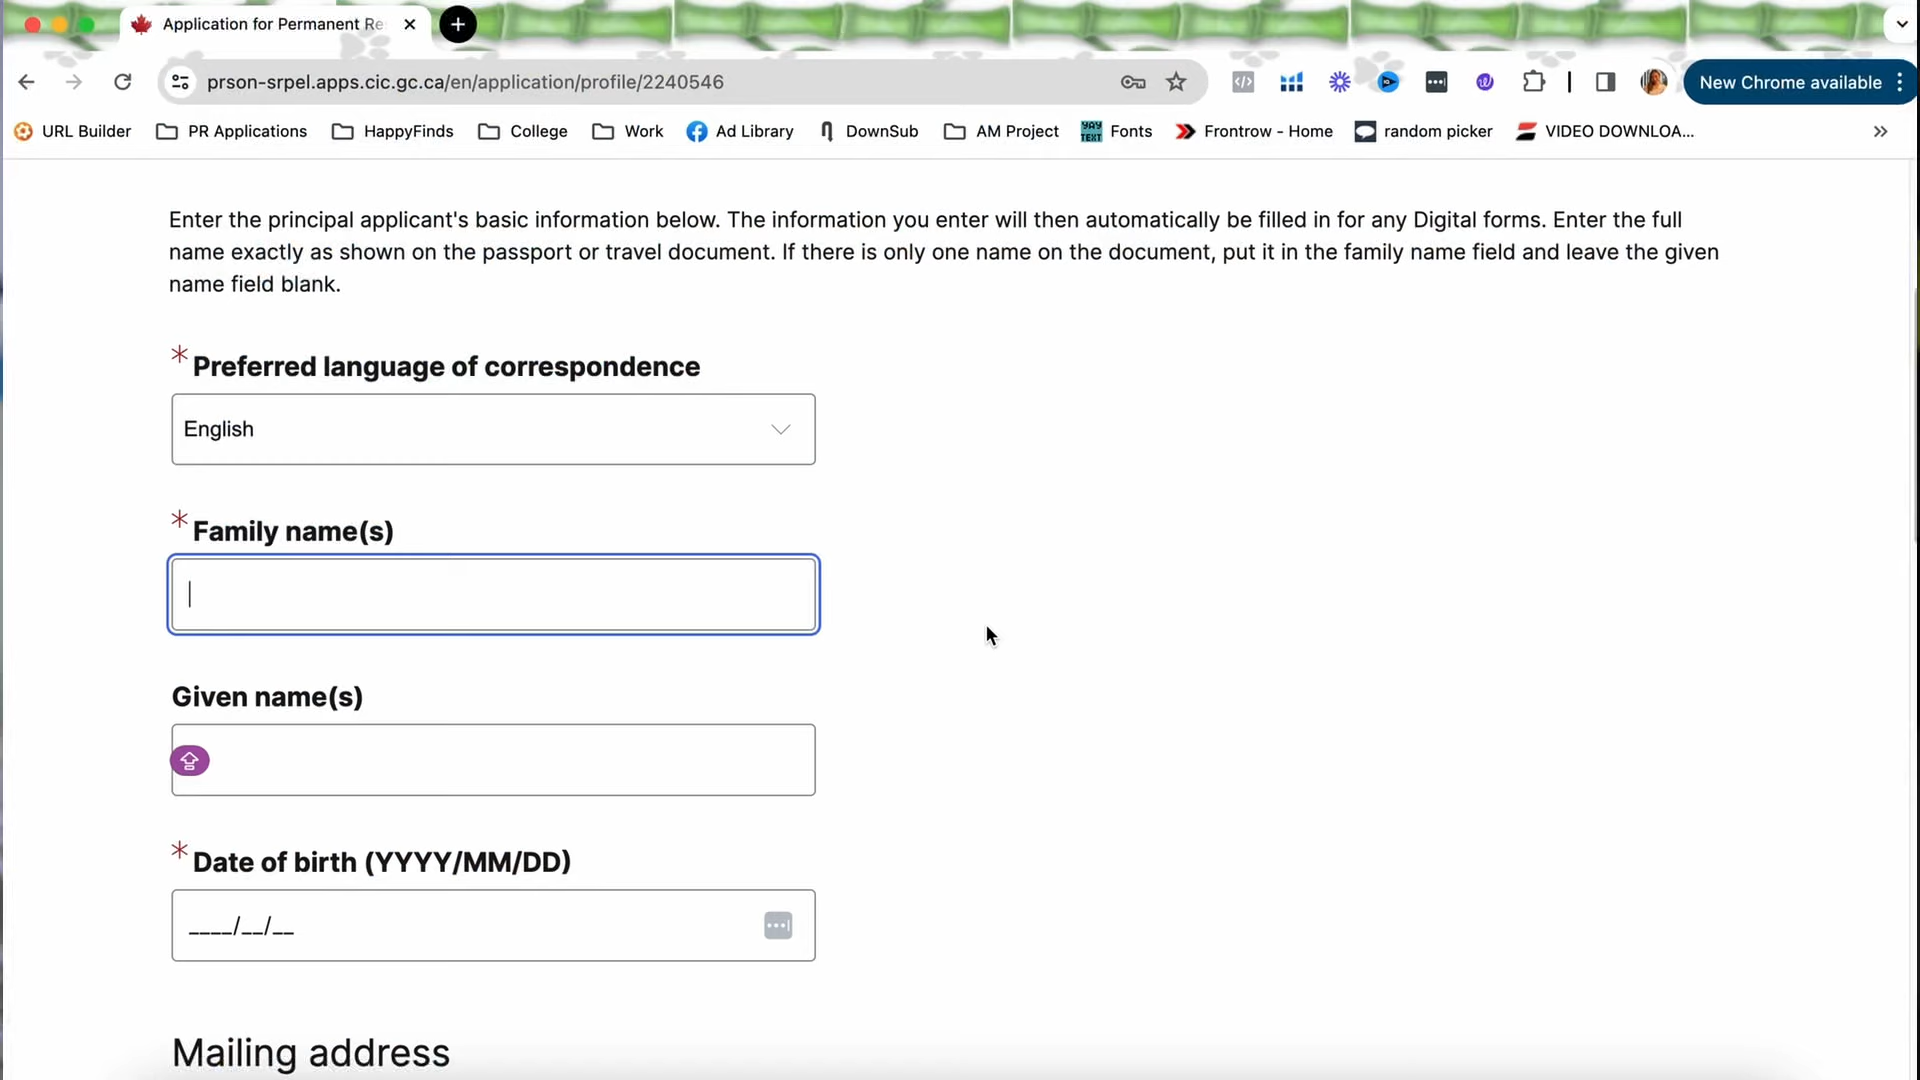 Application for Permanent Re
prson-srpel.apps.cic.gc.ca/en/application/profile/2240546
New Chrome available
URL Builder
PR Applications
HappyFinds
College
Work
Ad Library
DownSub
AM Project
YAY TEXT
Fonts
Frontrow - Home
random picker
VIDEO DOWNLOA...
Enter the principal applicant's basic information below. The information you enter will then automatically be filled in for any Digital forms. Enter the full
name exactly as shown on the passport or travel document. If there is only one name on the document, put it in the family name field and leave the given
name field blank.
* Preferred language of correspondence
English
* Family name(s)
Given name(s)
* Date of birth (YYYY/MM/DD)
____/__/__
Mailing address